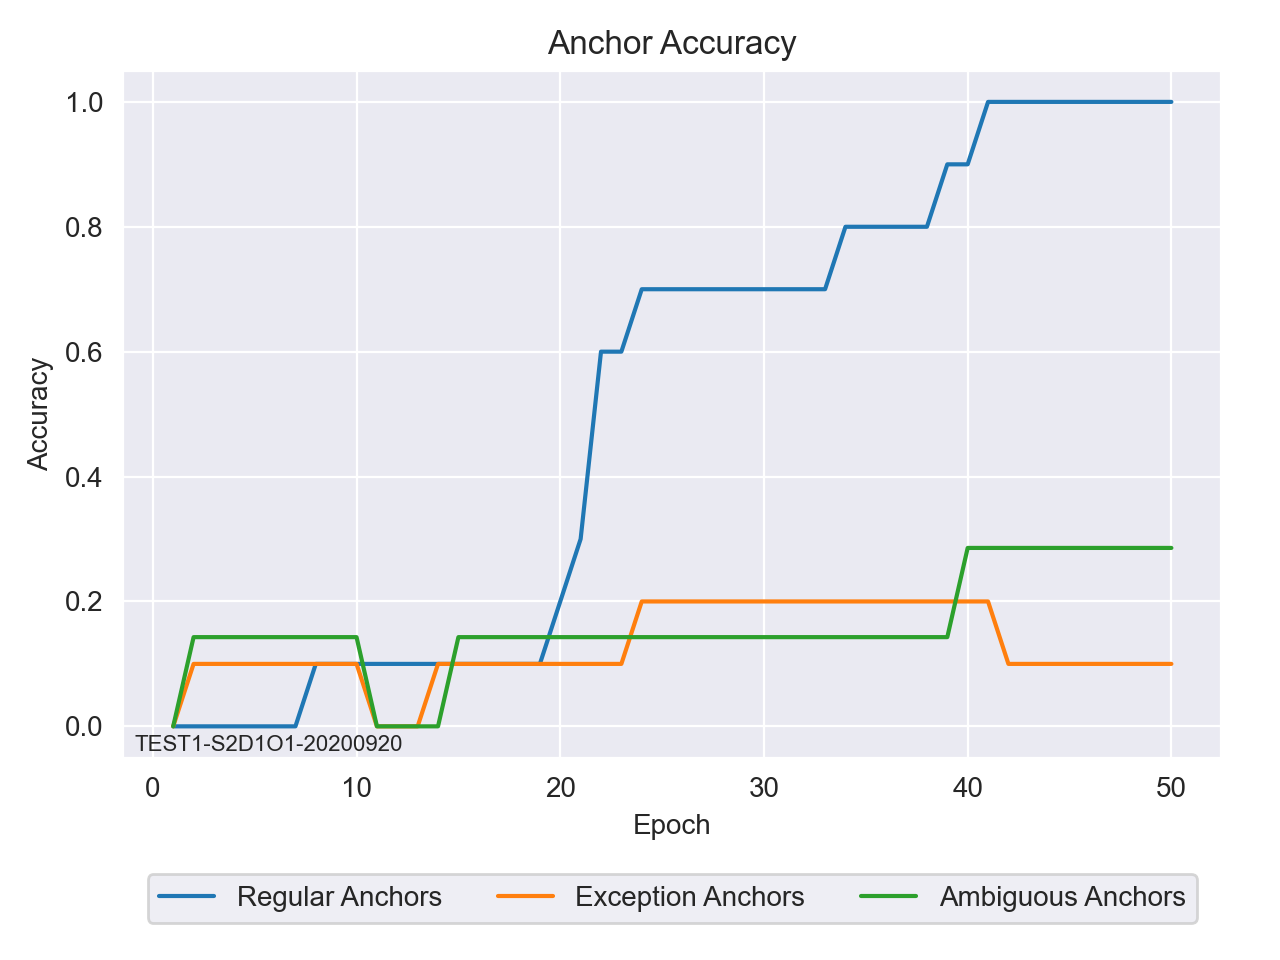 Anchor Accuracy
1.0
0.8
0.6
0.4
0.2
0.0
Accuracy
TEST1-S2D1O1-20200920
0 10 20 30 40 50
Epoch
Regular Anchors Exception Anchors Ambiguous Anchors